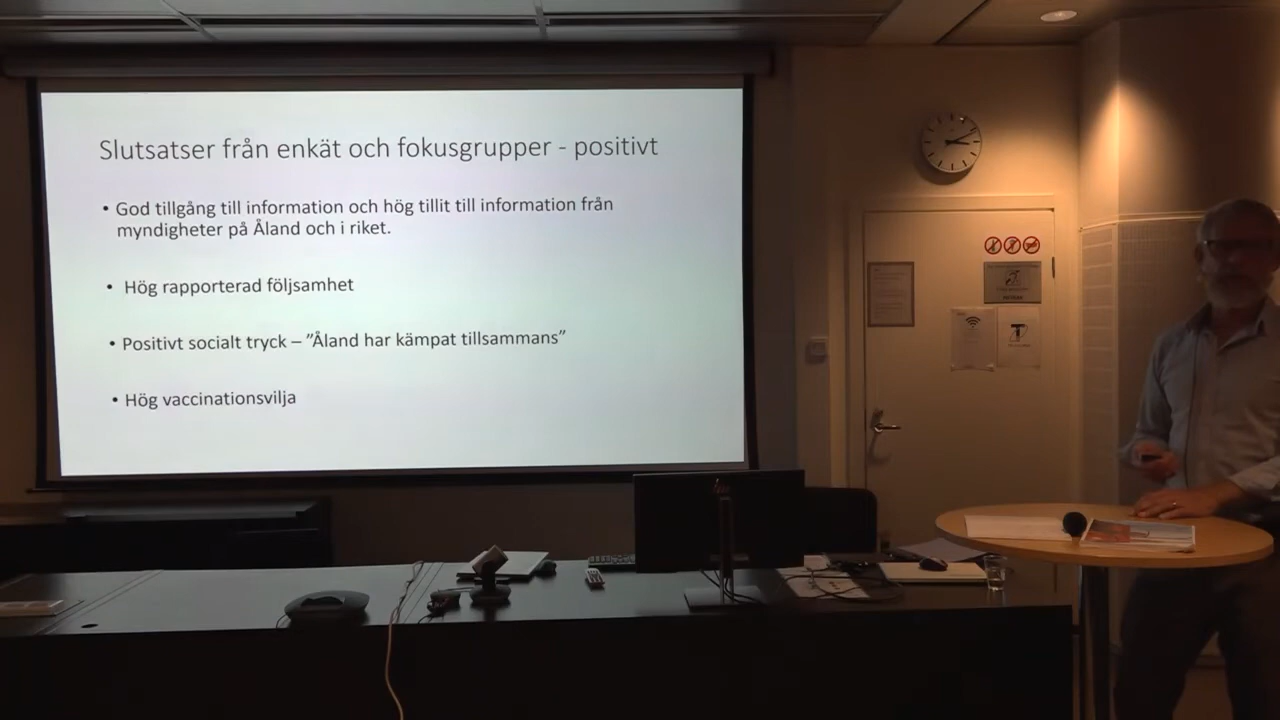 Slutsatser från enkät och fokusgrupper - positivt
• God tillgång till information och hög tillit till information från
myndigheter på Åland och i riket.
• Hög rapporterad följsamhet
• Positivt socialt tryck – ”Åland har kämpat tillsammans”
• Hög vaccinationsvilja